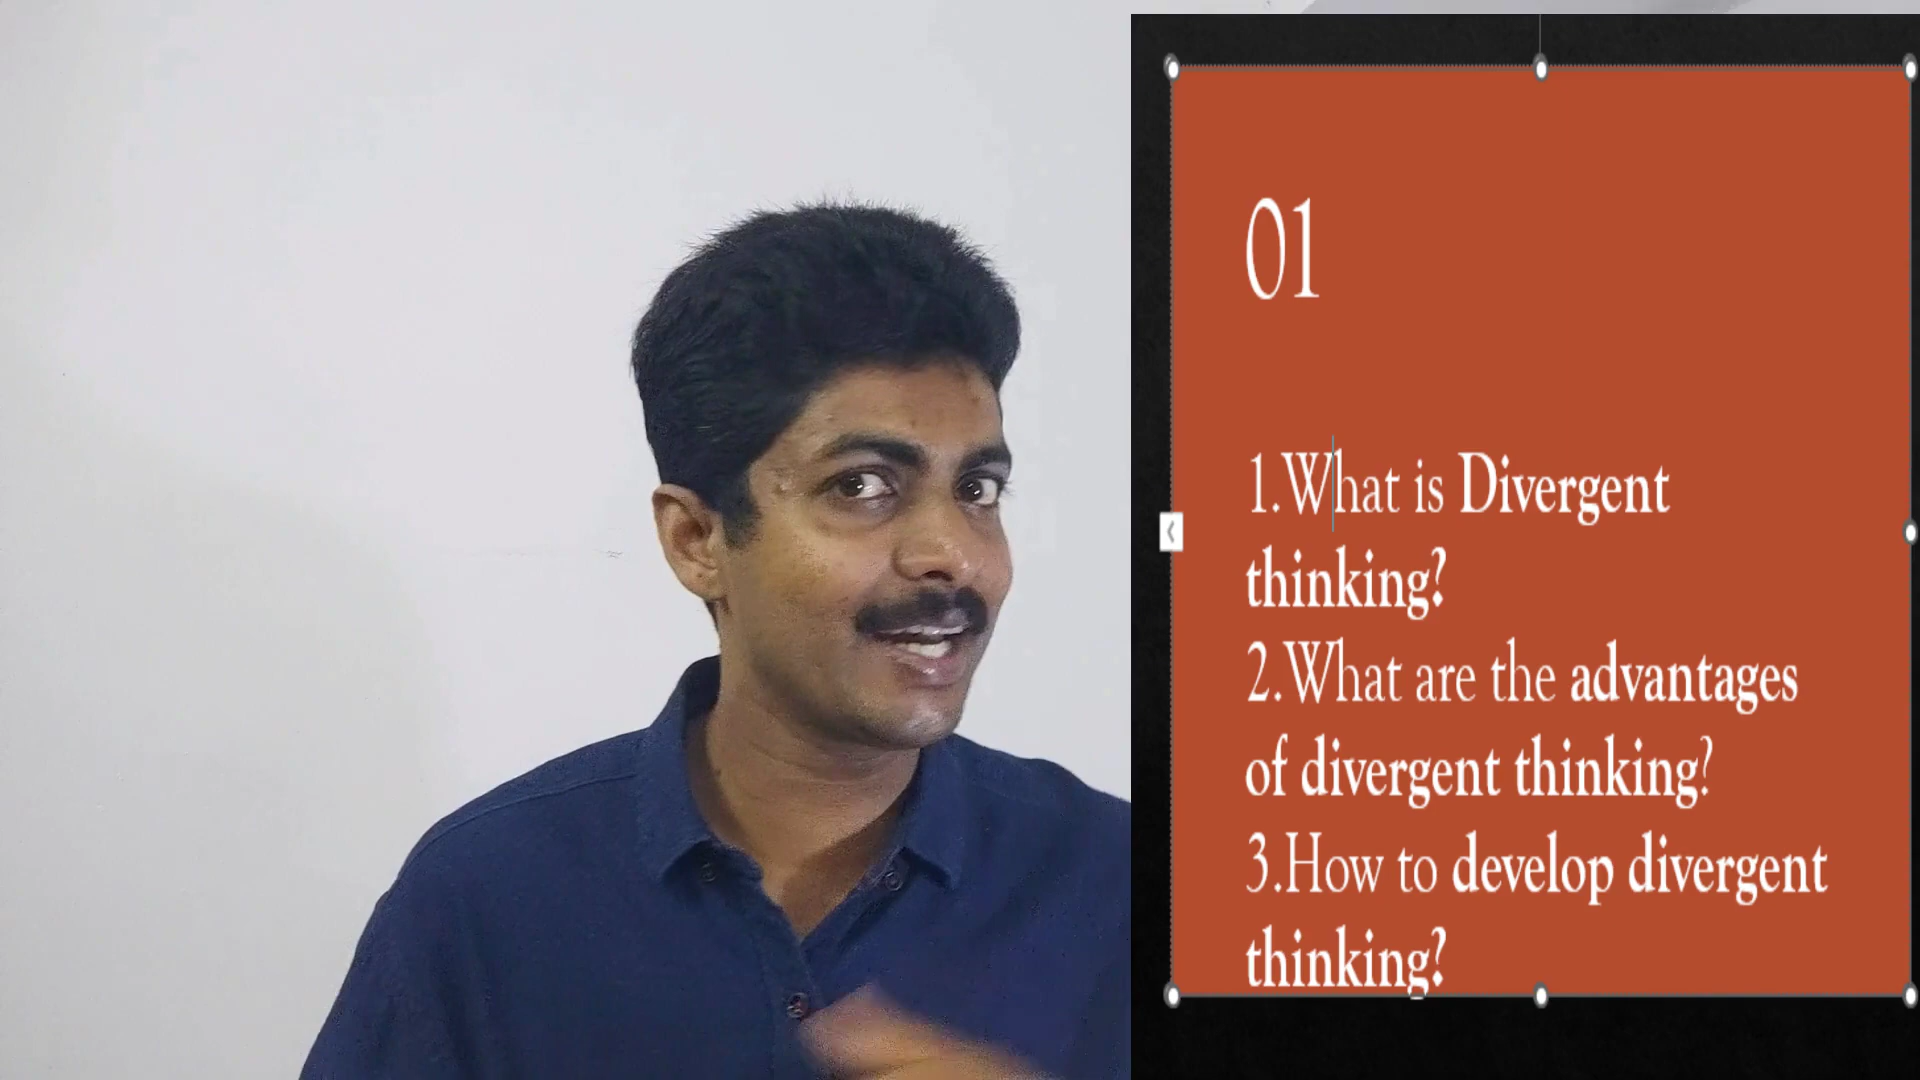 01
1.What is Divergent
thinking?
2.What are the advantages
of divergent thinking?
3.How to develop divergent
thinking?